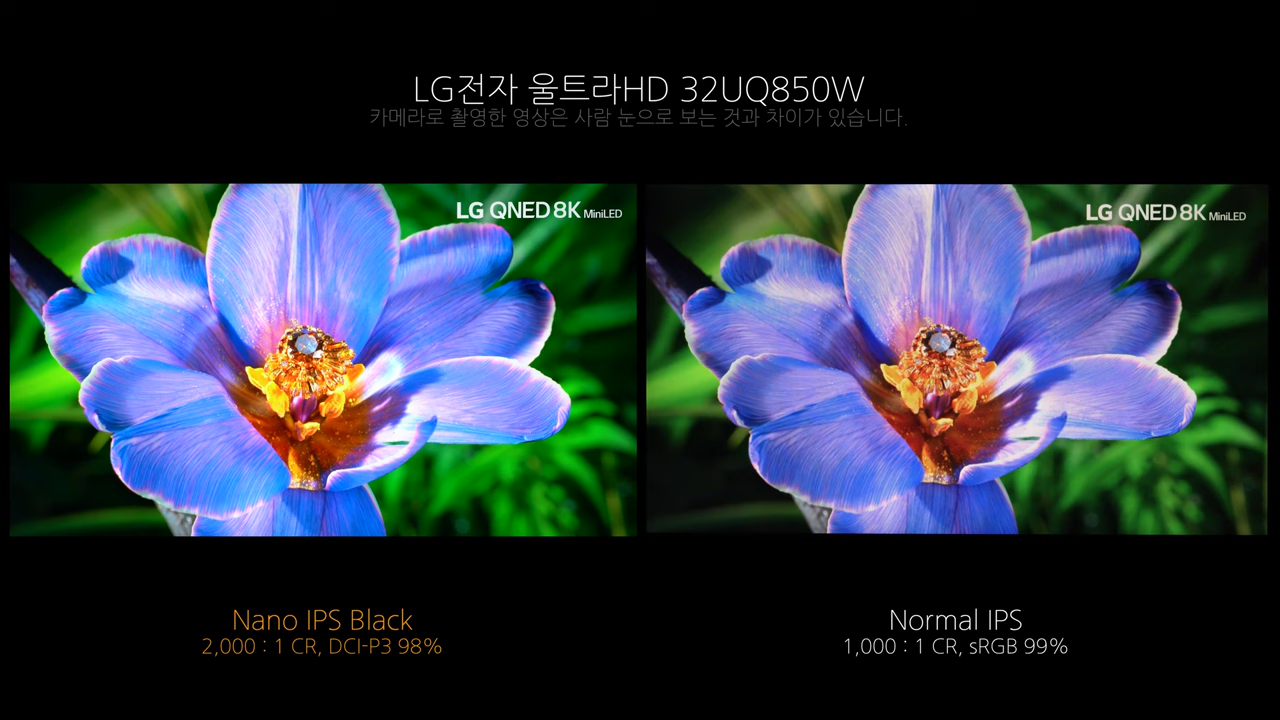 LG전자 울트라HD 32UQ850W
카메라로 촬영한 영상은 사람 눈으로 보는 것과 차이가 있습니다.
LG QNED 8K MiniLED
LG QNED 8K MiniLED
Nano IPS Black
2,000 : 1 CR, DCI-P3 98%
Normal IPS
1,000 : 1 CR, sRGB 99%